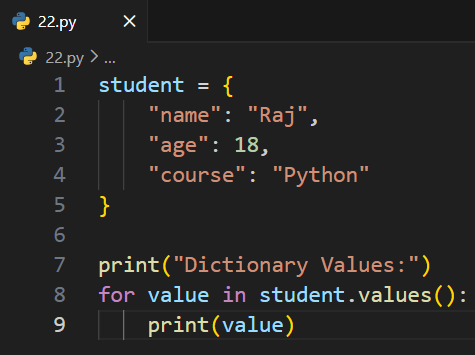 22.py ×
22.py > ...
1 student = {
2     "name": "Raj",
3     "age": 18,
4     "course": "Python"
5 }
6
7 print("Dictionary Values:")
8 for value in student.values():
9     print(value)